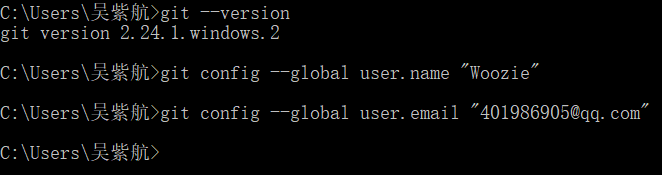 C:\Users\吴紫航>git --version
git version 2.24.1.windows.2
C:\Users\吴紫航>git config --global user.name "Woozie"
C:\Users\吴紫航>git config --global user.email "401986905@qq.com"
C:\Users\吴紫航>